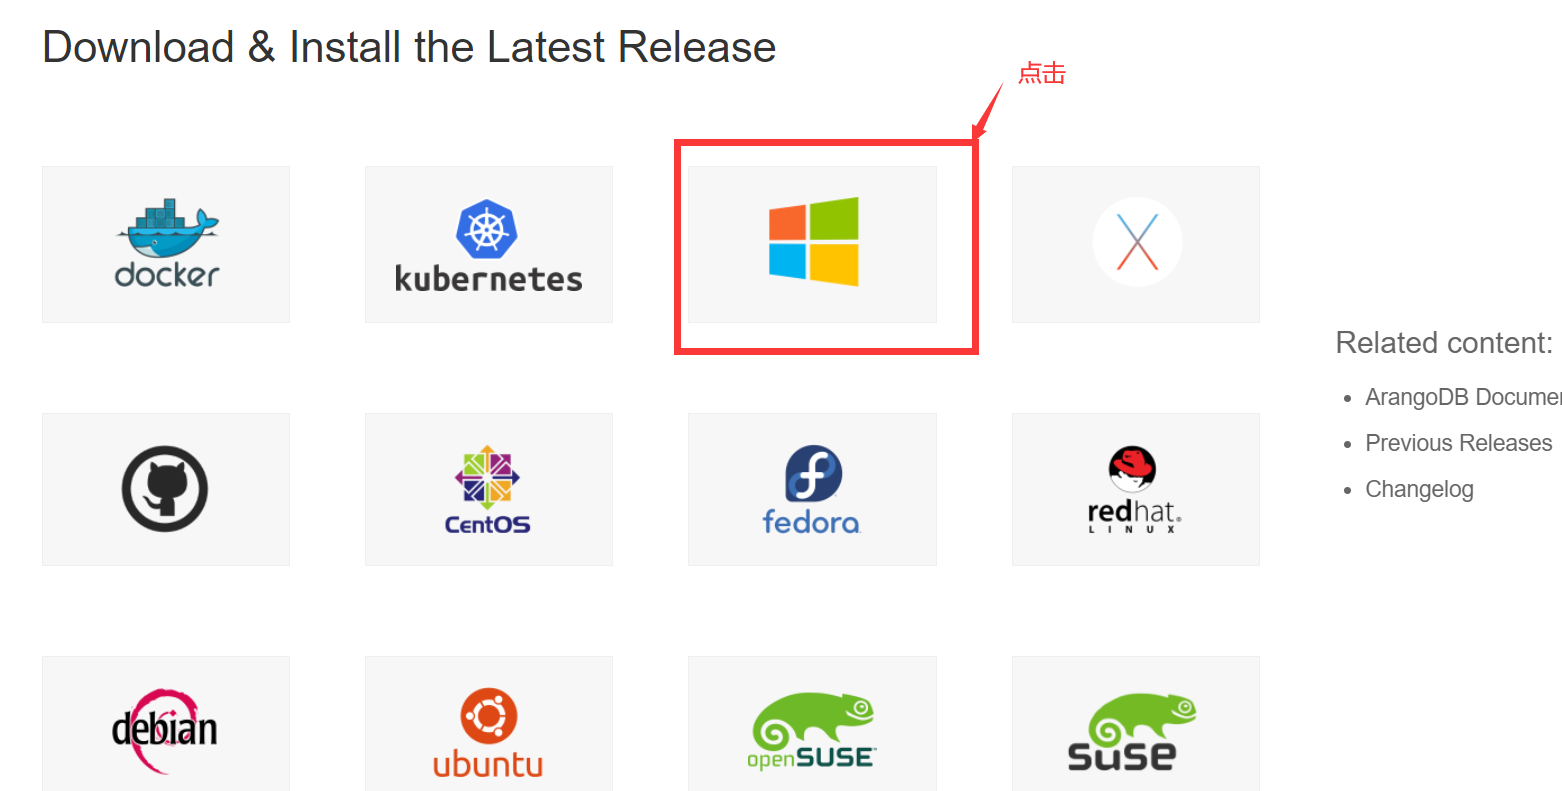 Download & Install the Latest Release
点击
docker
kubernetes
Related content:
ArangoDB
Previous Releases
Changelog
CentOS
fedora
redhat.
LINUX
debian
ubuntu
openSUSE
SUSE